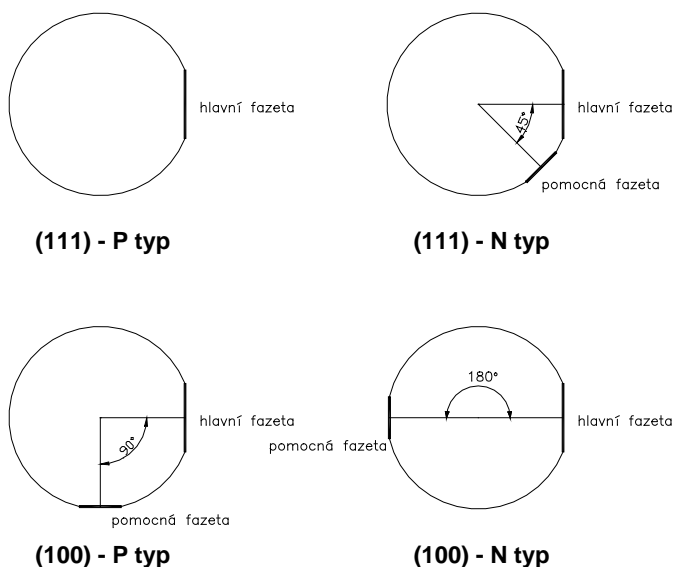 hlavní fazeta
(111) - P typ
45°
hlavní fazeta
pomocná fazeta
(111) - N typ
90°
hlavní fazeta
pomocná fazeta
(100) - P typ
180°
hlavní fazeta
pomocná fazeta
(100) - N typ